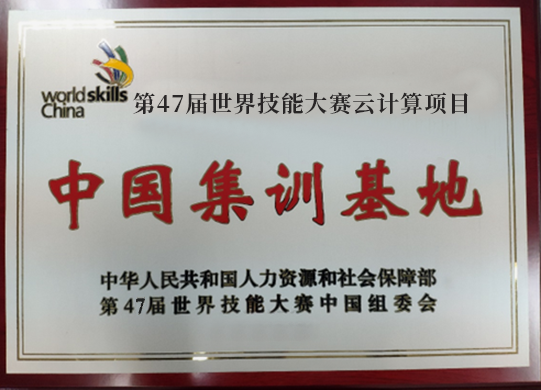 worldskills
China
第47届世界技能大赛云计算项目
中国集训基地
中华人民共和国人力资源和社会保障部
第47届世界技能大赛中国组委会